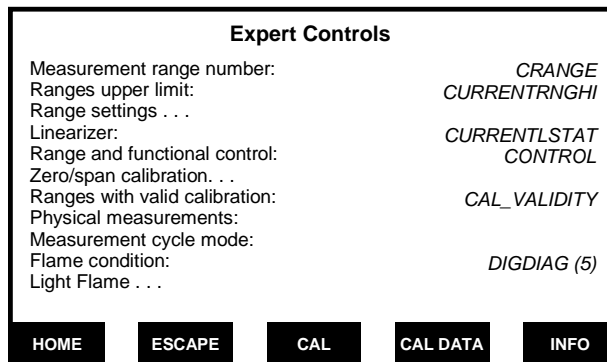 Expert Controls
Measurement range number: CRANGE
Ranges upper limit: CURRENTRNGHI
Range settings . . .
Linearizer: CURRENTLSTAT
Range and functional control: CONTROL
Zero/span calibration. . .
Ranges with valid calibration: CAL_VALIDITY
Physical measurements:
Measurement cycle mode:
Flame condition: DIGDIAG (5)
Light Flame . . .
HOME ESCAPE CAL CAL DATA INFO